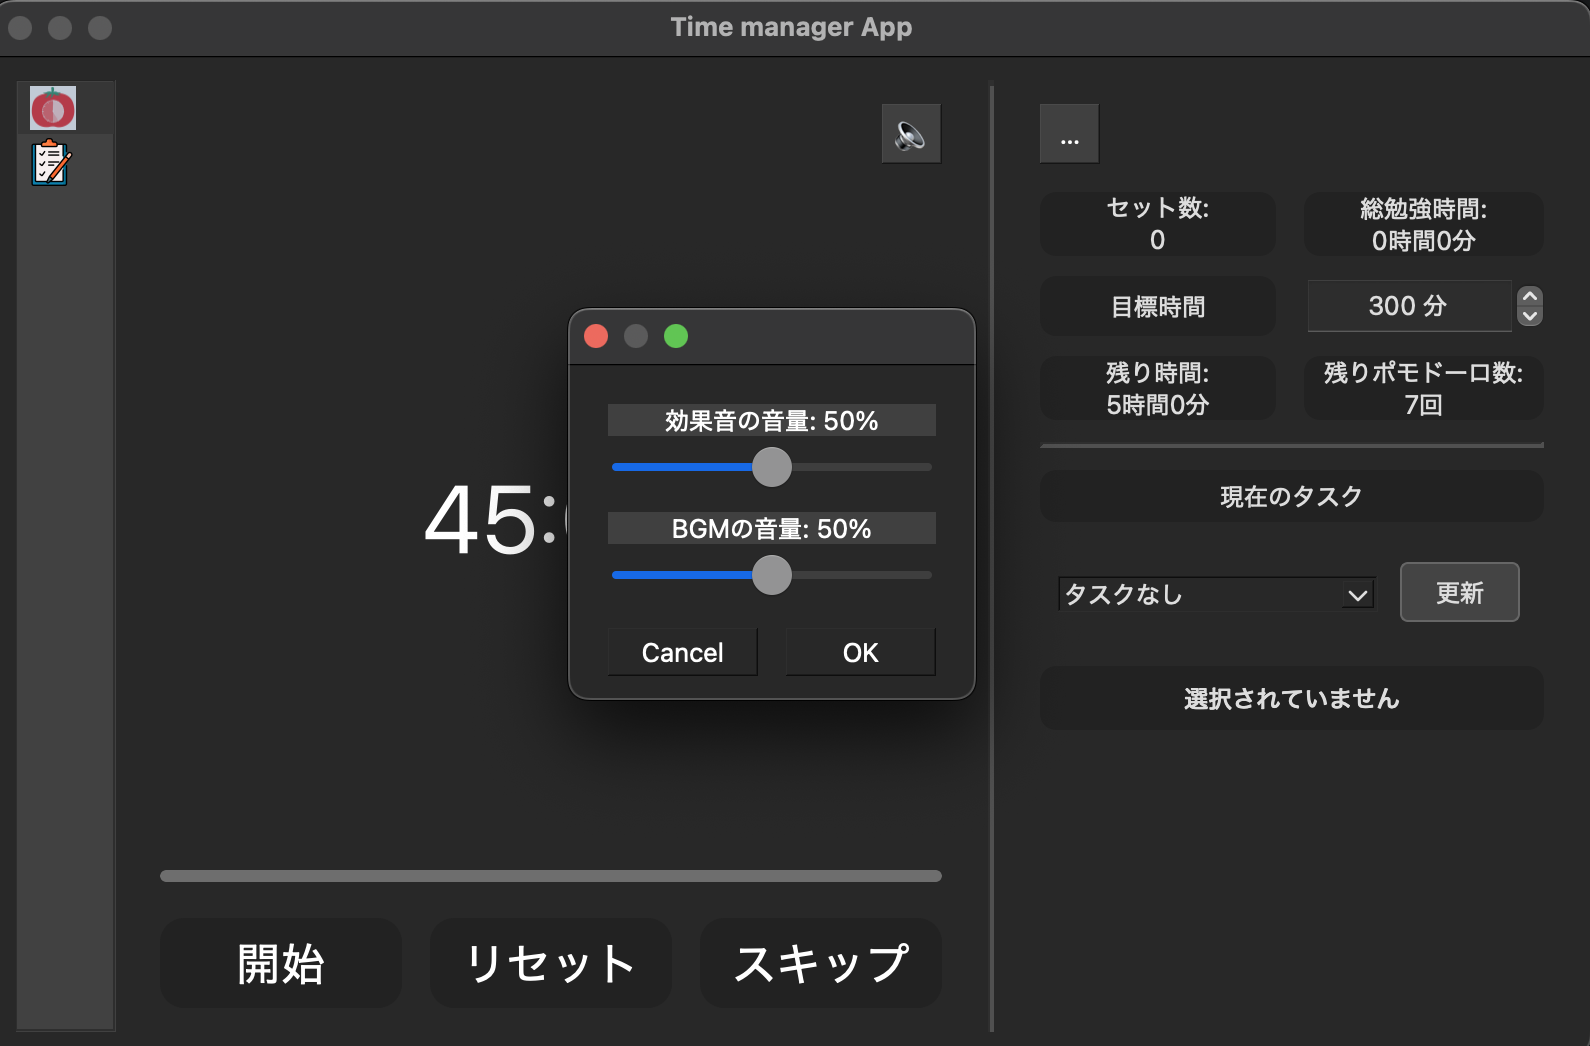 Time manager App
...
セット数:
0
総勉強時間:
0時間0分
目標時間
300 分
残り時間:
5時間0分
残りポモドーロ数:
7回
現在のタスク
タスクなし
更新
選択されていません
45:
効果音の音量: 50%
BGMの音量: 50%
Cancel
OK
開始
リセット
スキップ